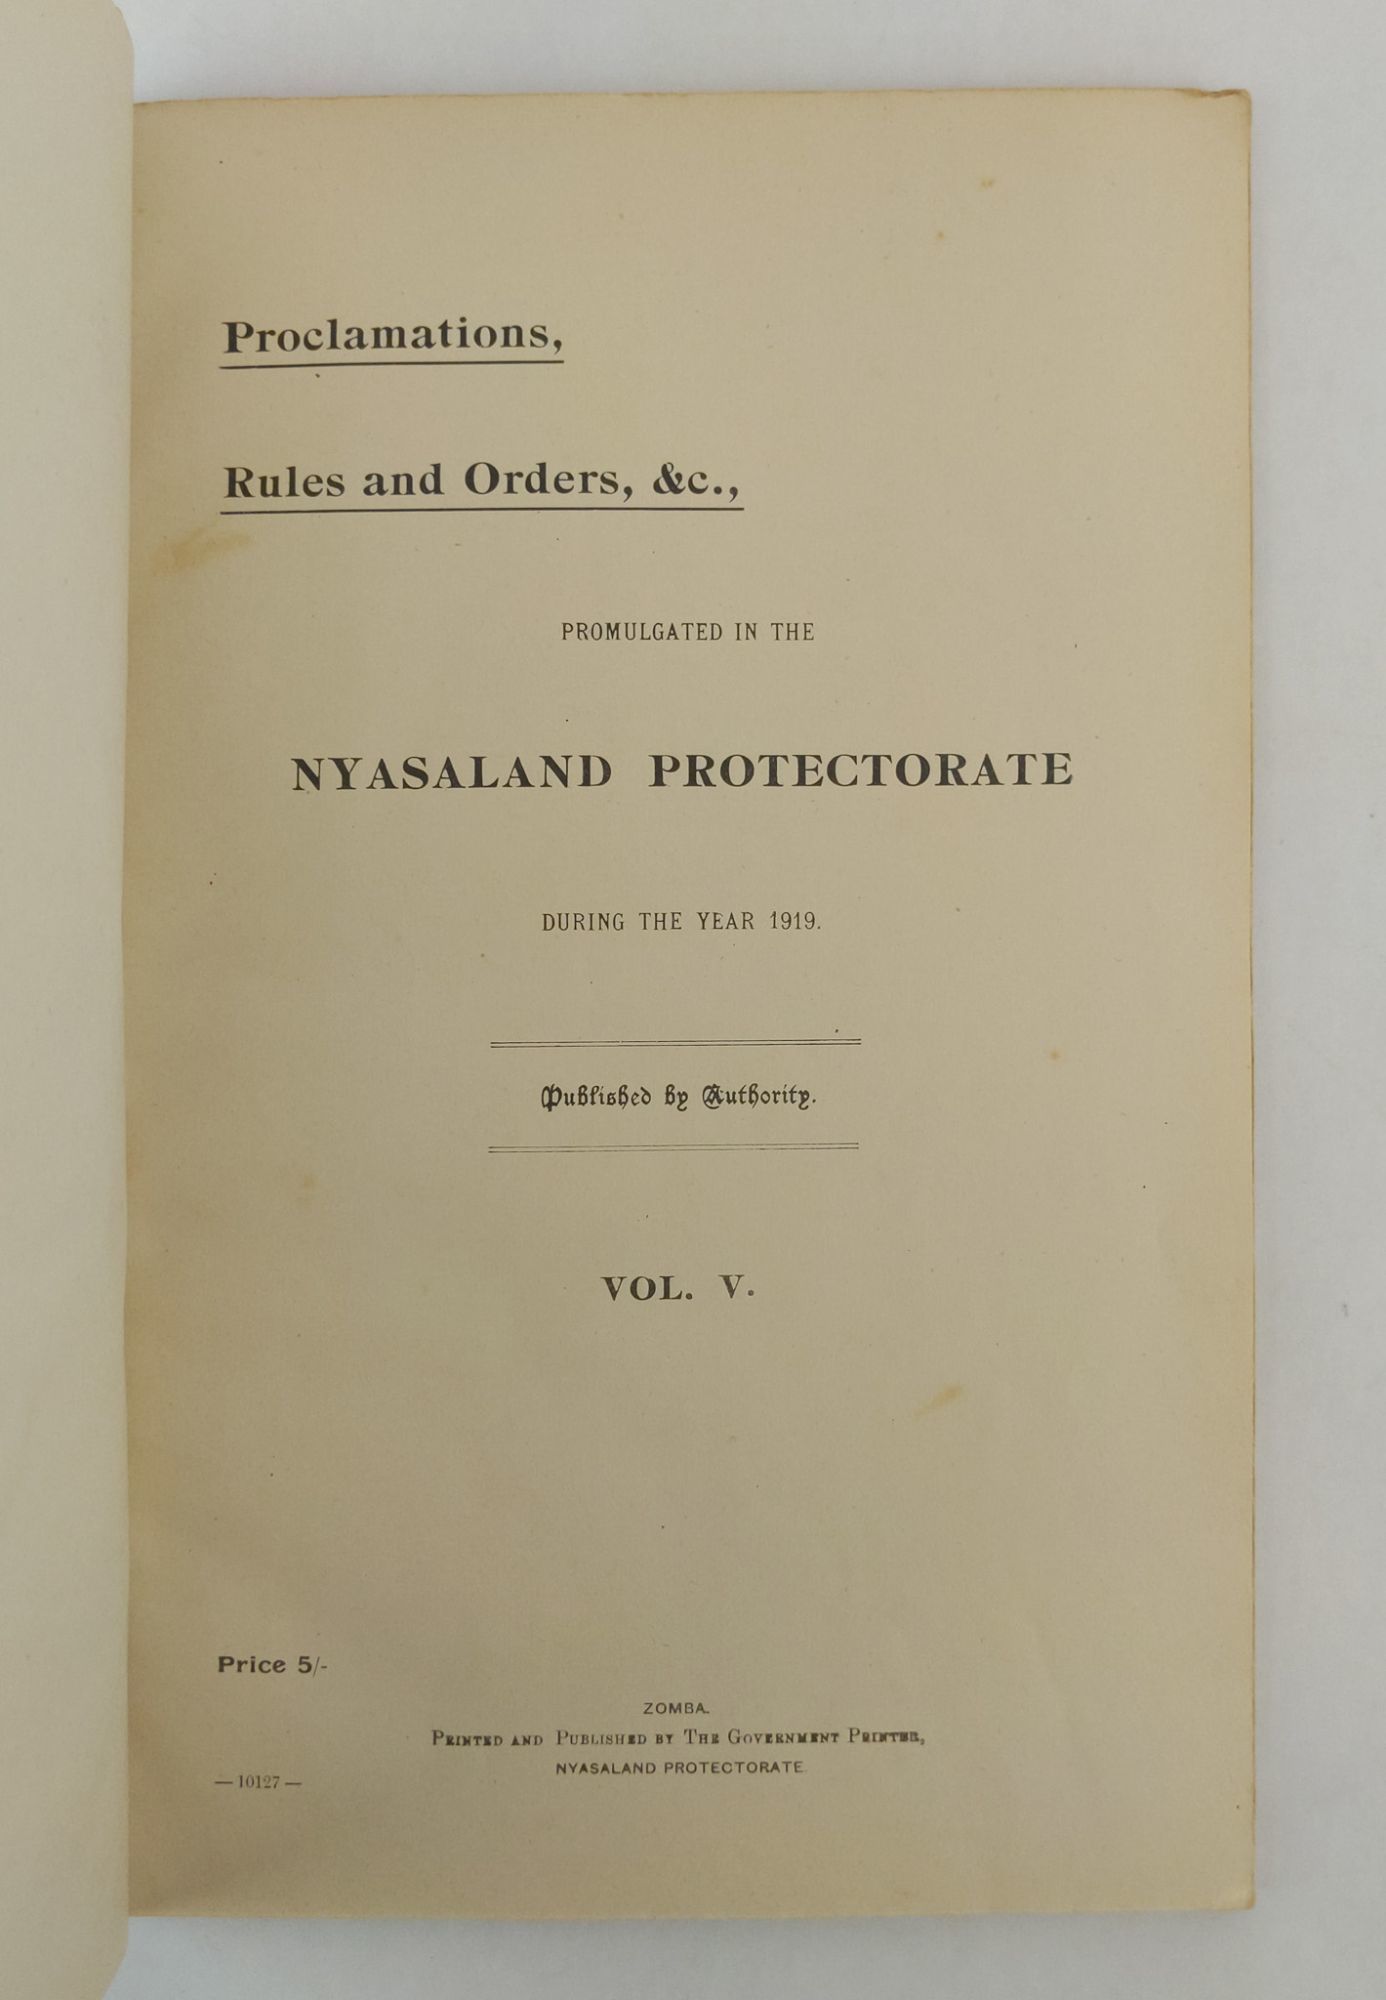 Proclamations,
Rules and Orders, &c.,
PROMULGATED IN THE
NYASALAND PROTECTORATE
DURING THE YEAR 1919.
Published by Authority.
VOL. V.
Price 5/-
ZOMBA.
PRINTED AND PUBLISHED BY THE GOVERNMENT PRINTER,
NYASALAND PROTECTORATE
— 10127 —